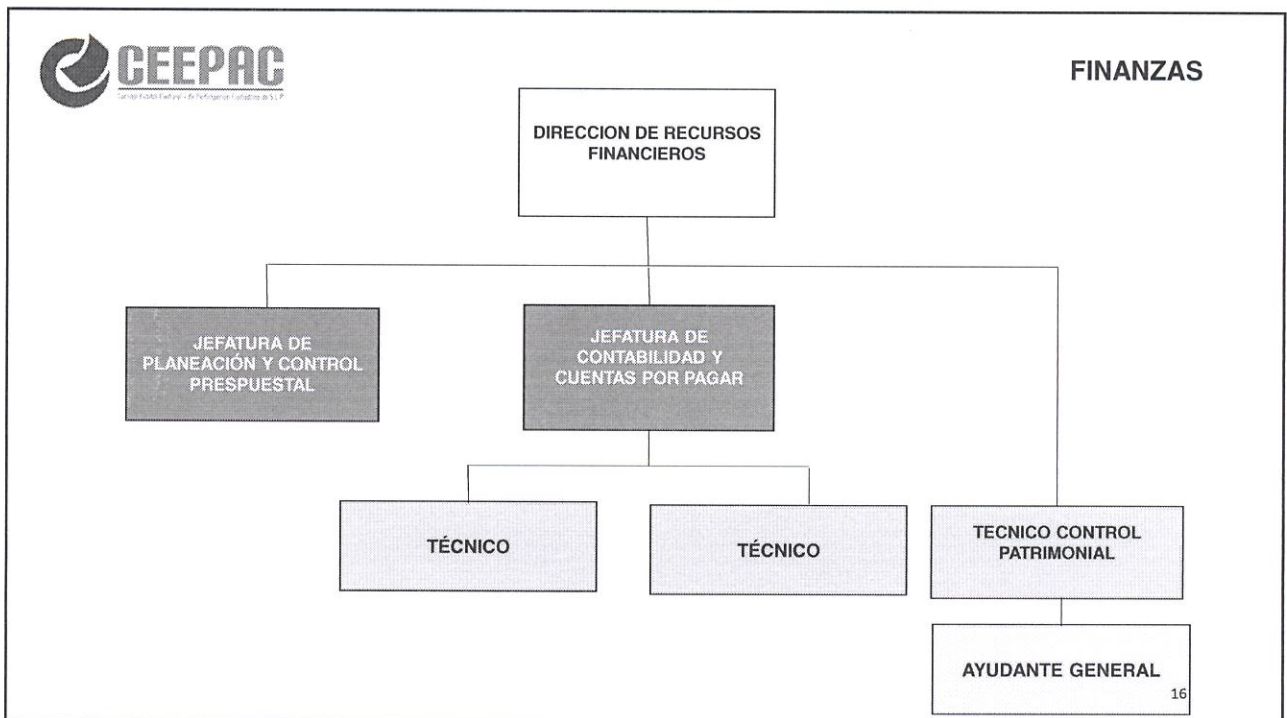 CEEPAC
FINANZAS
DIRECCION DE RECURSOS
FINANCIEROS
JEFATURA DE
PLANEACIÓN Y CONTROL
PRESPUESTAL
JEFATURA DE
CONTABILIDAD Y
CUENTAS POR PAGAR
TÉCNICO
TÉCNICO
TECNICO CONTROL
PATRIMONIAL
AYUDANTE GENERAL
16